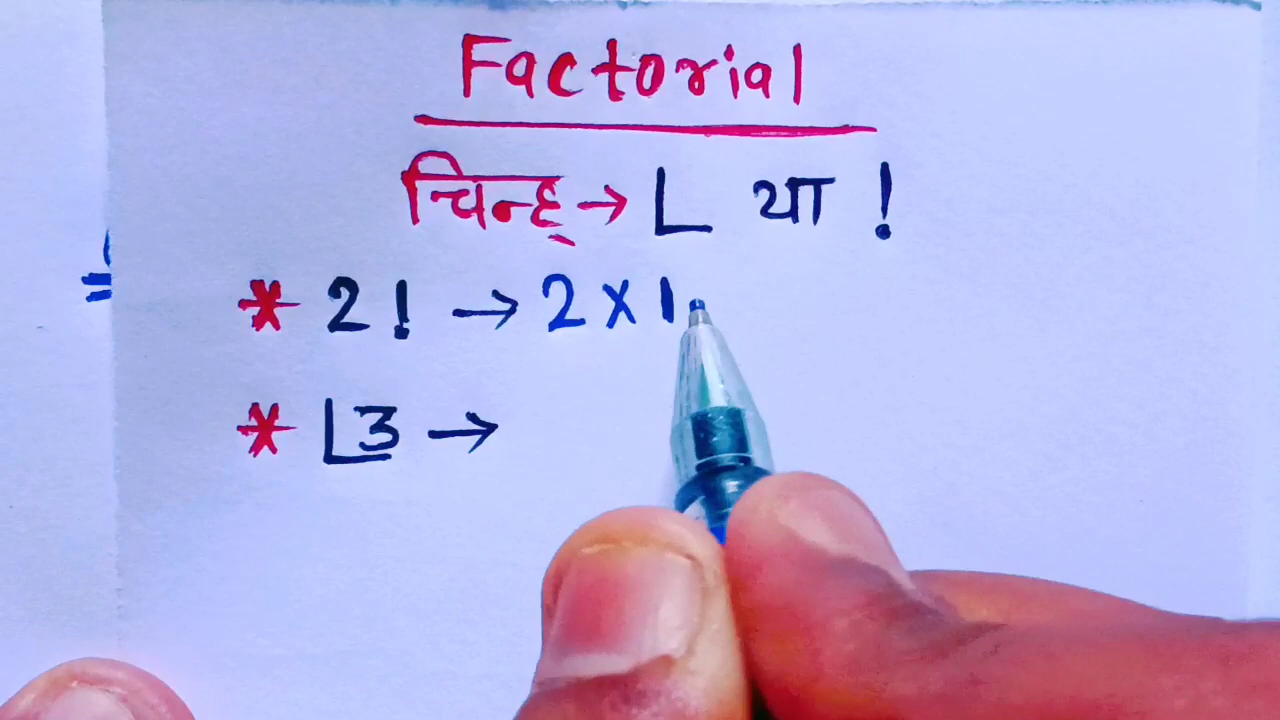 Factorial
चिन्ह् → L या !
=
* 2! → 2 x 1
* L3 →